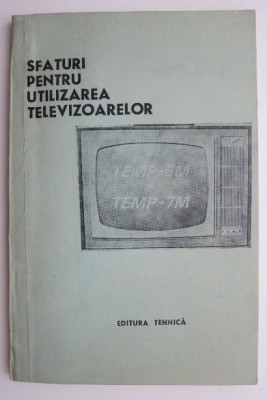 SFATURI
PENTRU
UTILIZAREA
TELEVIZOARELOR
TEMP-6M
TEMP-7M
EDITURA TEHNICĂ